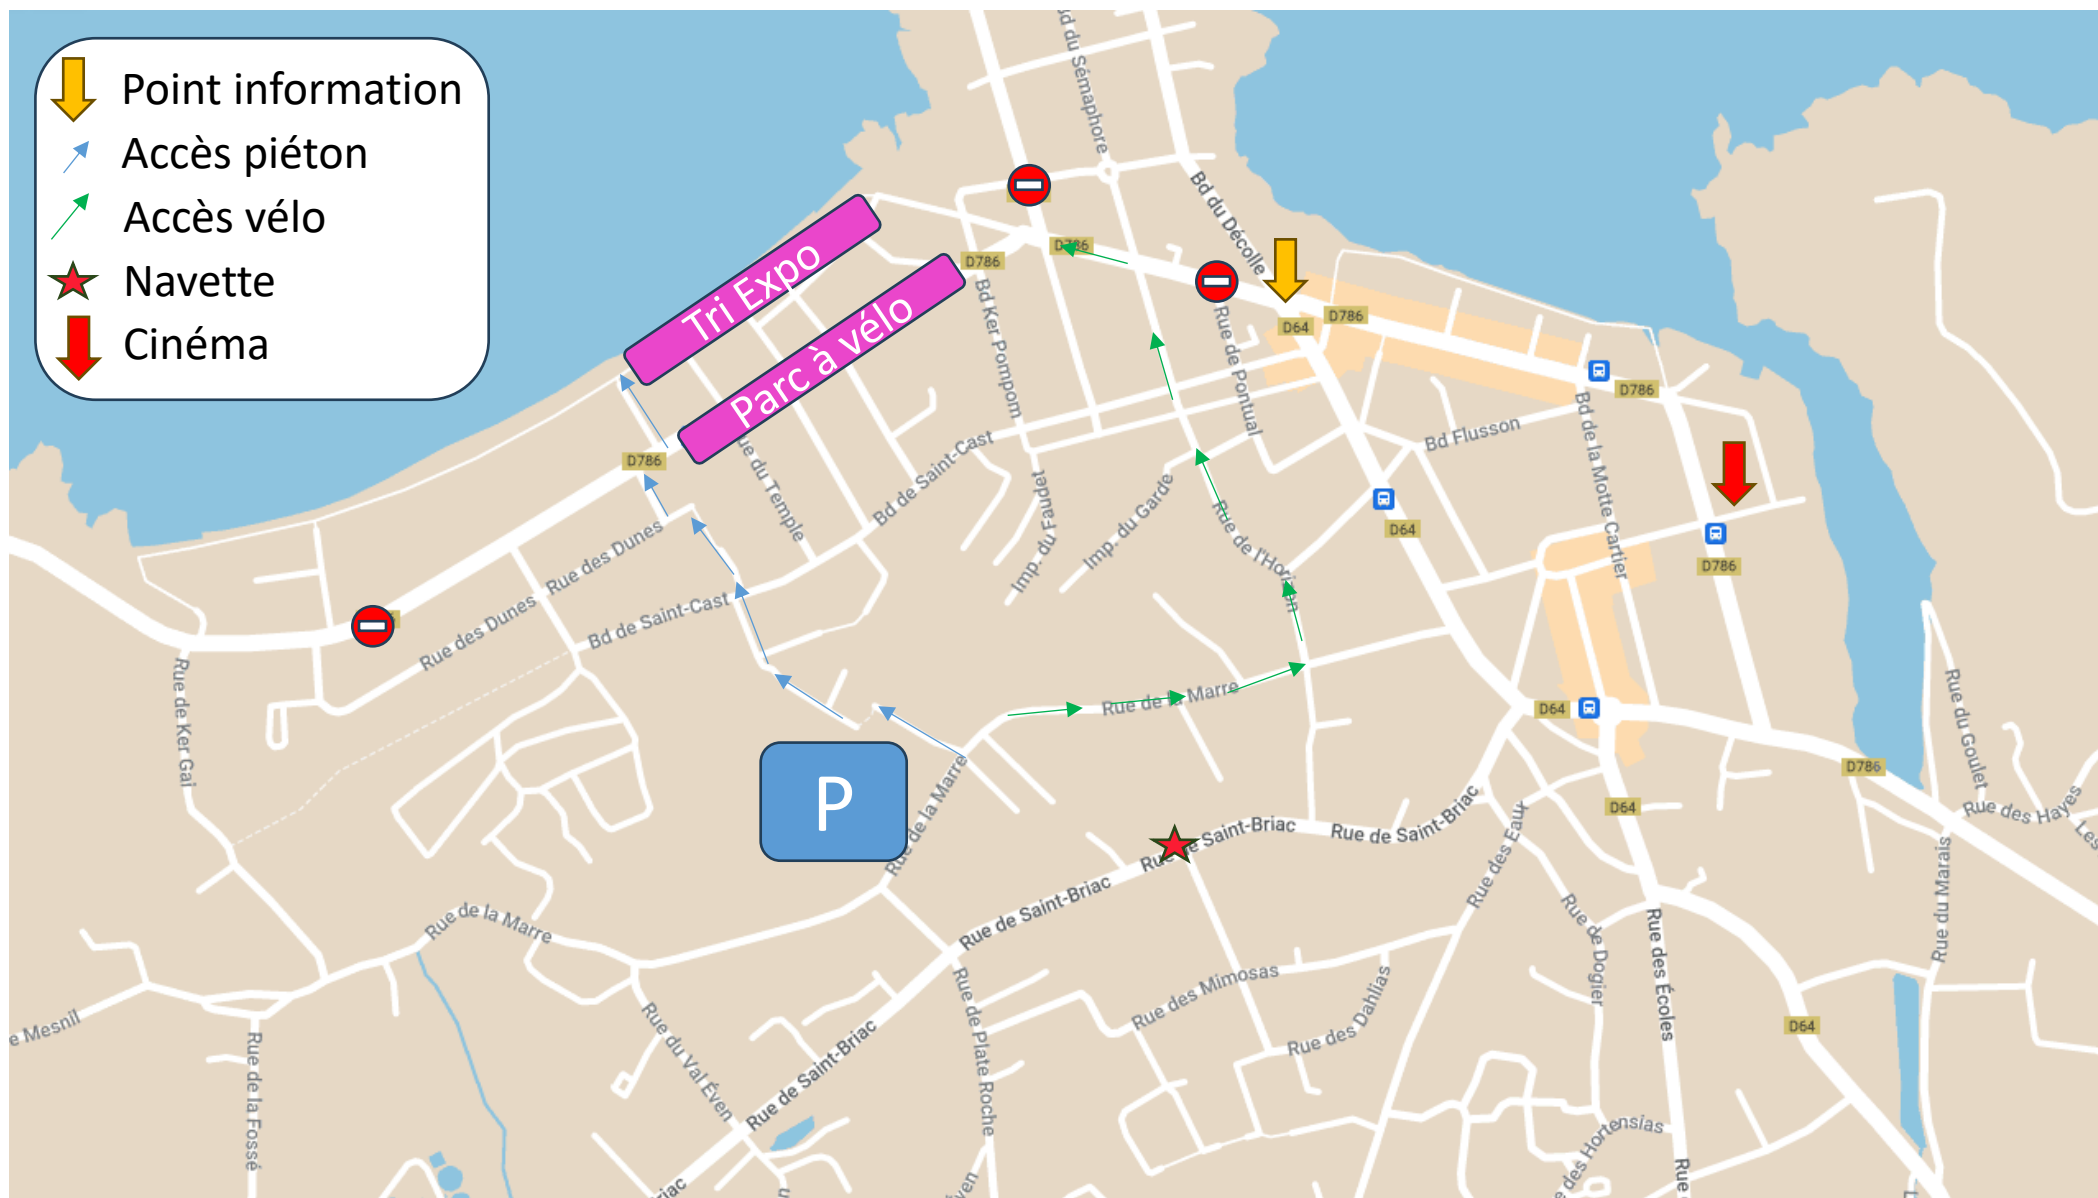 Point information
Accès piéton
Accès vélo
Navette
Cinéma
Bd du Sémaphore
Bd du Décolle
D786
D786
Tri Expo
Parc à vélo
Bd Ker Pompom
Rue de Pontual
D64
D786
D786
Bd Flusson
Bd de la Motte Cartier
D786
Rue du Temple
Bd de Saint-Cast
Imp. du Faudet
Imp. du Garde
Rue de l'Horizon
D64
D786
Rue des Dunes
Rue des Dunes
Bd de Saint-Cast
Rue de Ker Gai
Rue de la Marre
D64
Rue du Goulet
D786
Rue des Hayes
Les
P
Rue de la Marre
D64
Rue de Saint-Briac
Rue de Saint-Briac
Rue de Saint-Briac
Rue des Eaux
Rue du Marais
Rue de la Marre
Rue de Dogier
Rue des Écoles
Rue des Mimosas
Rue des Dahlias
e Mesnil
Rue de la Fossé
Rue du Val Éven
Rue de Saint-Briac
Rue de Plate Roche
D64
e des Hortensias
Rue
riac
ven